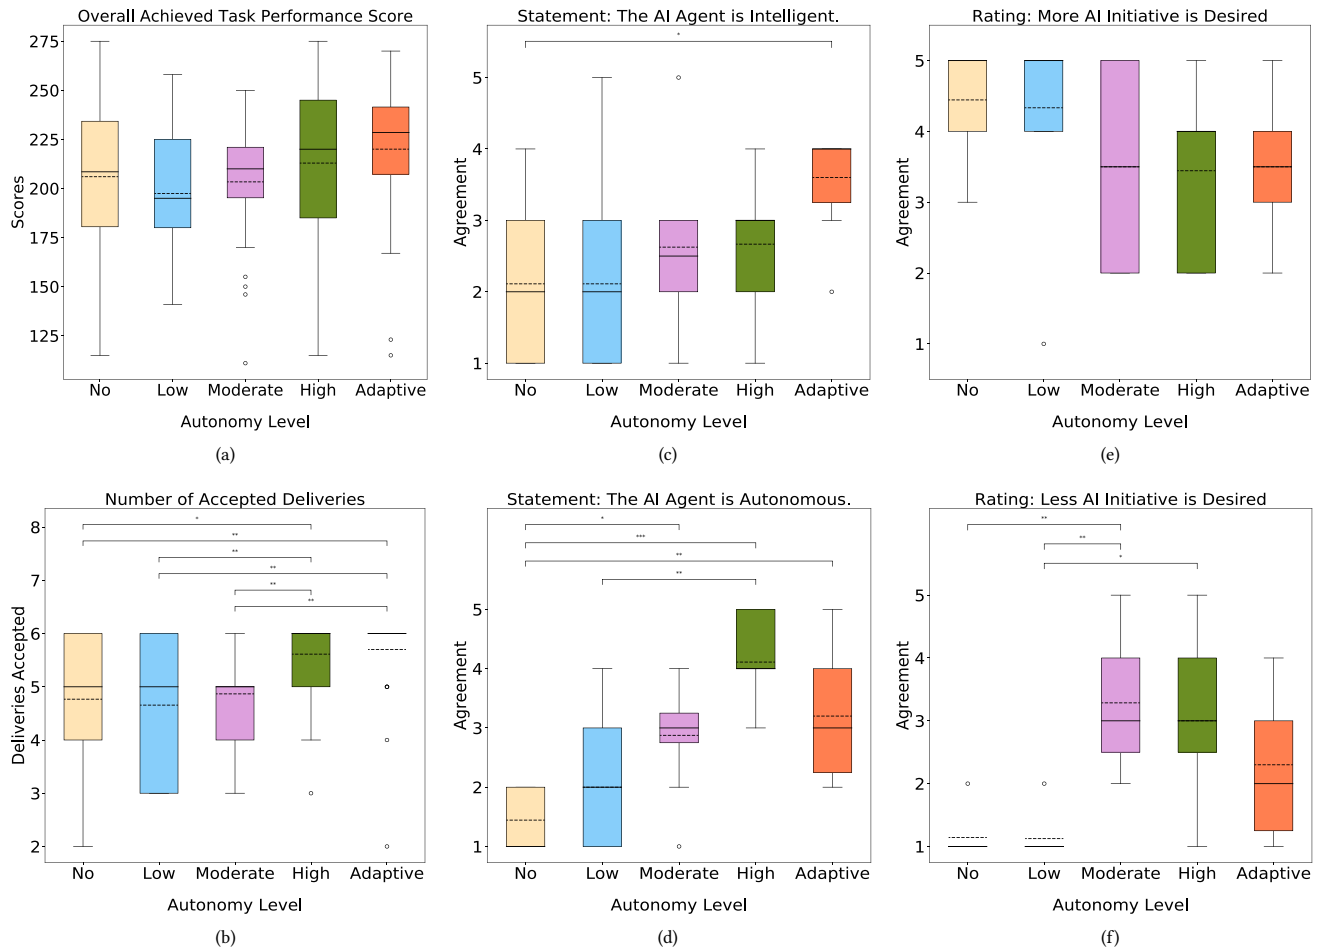 Overall Achieved Task Performance Score
275
250
225
200
175
150
125
Scores
No Low Moderate High Adaptive
Autonomy Level
(a)
Statement: The AI Agent is Intelligent.
*
5
4
3
2
1
Agreement
No Low Moderate High Adaptive
Autonomy Level
(c)
Rating: More AI Initiative is Desired
5
4
3
2
1
Agreement
No Low Moderate High Adaptive
Autonomy Level
(e)
Number of Accepted Deliveries
*
**
**
**
**
**
8
7
6
5
4
3
2
Deliveries Accepted
No Low Moderate High Adaptive
Autonomy Level
(b)
Statement: The AI Agent is Autonomous.
*
***
**
**
5
4
3
2
1
Agreement
No Low Moderate High Adaptive
Autonomy Level
(d)
Rating: Less AI Initiative is Desired
**
**
*
5
4
3
2
1
Agreement
No Low Moderate High Adaptive
Autonomy Level
(f)